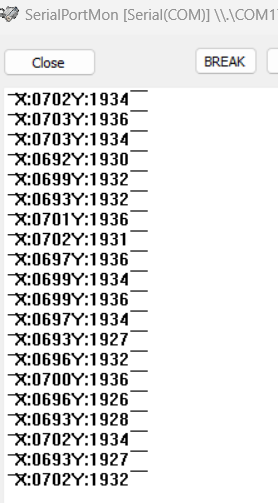 SerialPortMon [Serial(COM)] \\.\COM1
Close
BREAK
X:0702Y:1934
X:0703Y:1936
X:0703Y:1934
X:0692Y:1930
X:0699Y:1932
X:0693Y:1932
X:0701Y:1936
X:0702Y:1931
X:0697Y:1936
X:0699Y:1934
X:0699Y:1936
X:0697Y:1934
X:0693Y:1927
X:0696Y:1932
X:0700Y:1936
X:0696Y:1926
X:0693Y:1928
X:0702Y:1934
X:0693Y:1927
X:0702Y:1932